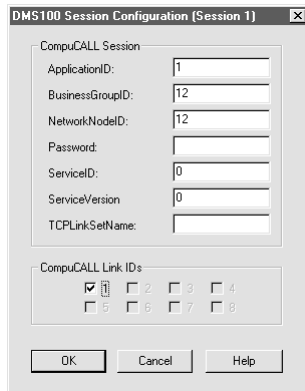 DMS100 Session Configuration (Session 1)
CompuCALL Session
ApplicationID: 1
BusinessGroupID: 12
NetworkNodeID: 12
Password:
ServiceID: 0
ServiceVersion 0
TCPLinkSetName:
CompuCALL Link IDs
1 2 3 4
5 6 7 8
OK Cancel Help